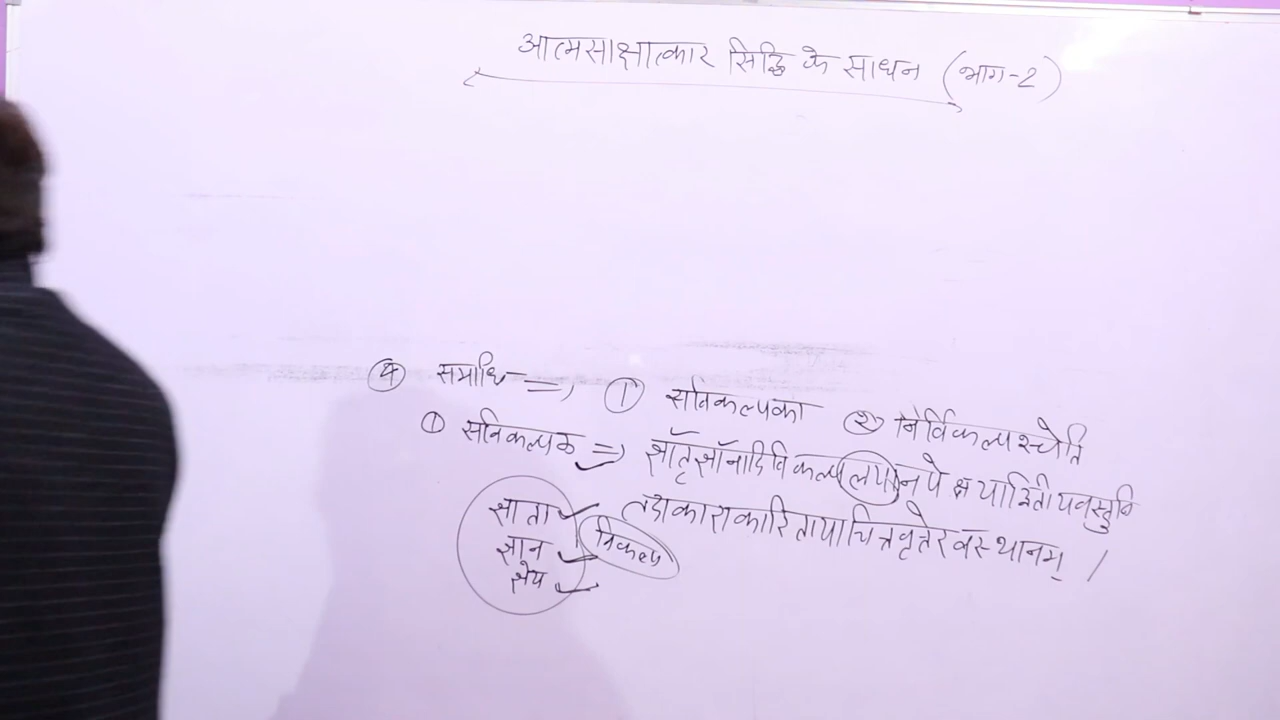 आत्मसाक्षात्कार सिद्धि के साधन (भाग-2)
④ समाधि => ① सविकल्पका ② निर्विकल्पश्चेति
① सविकल्पक => ज्ञातृज्ञानादिविकल्पलयानपेक्षयाद्वितीयवस्तुनि
तदाकाराकारितायाचित्तवृतेरवस्थानम् /
ज्ञाता
ज्ञान
ज्ञेय
विकल्प